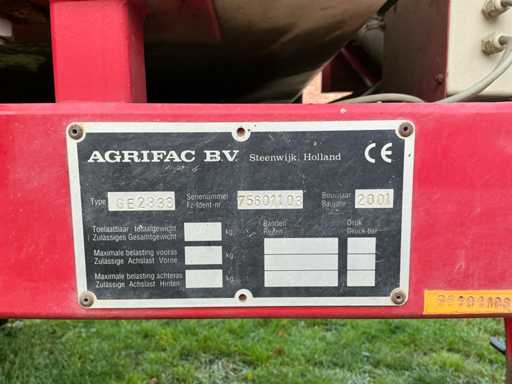 AGRIFAC BV Steenwijk, Holland CE
Type GE2833 Serienummer 75601103 Bouwjaar 2001
Fz-Ident-nr. Baujahr
Toelaatbaar totaalgewicht kg Banden Druk
Zulässiges Gesamtgewicht Reifen Druck bar
Maximale belasting vooras kg
Zulässige Achslast Vorne
Maximale belasting achteras kg
Zulässige Achslast Hinten